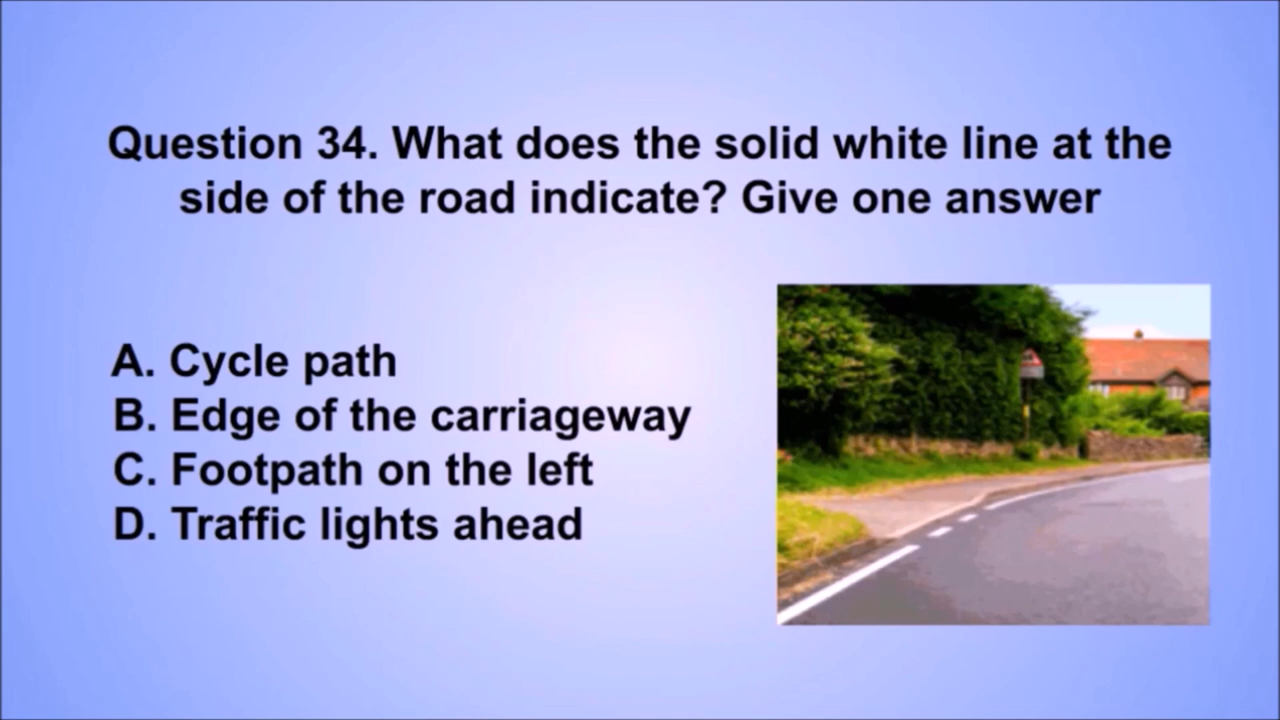 Question 34. What does the solid white line at the
side of the road indicate? Give one answer
A. Cycle path
B. Edge of the carriageway
C. Footpath on the left
D. Traffic lights ahead